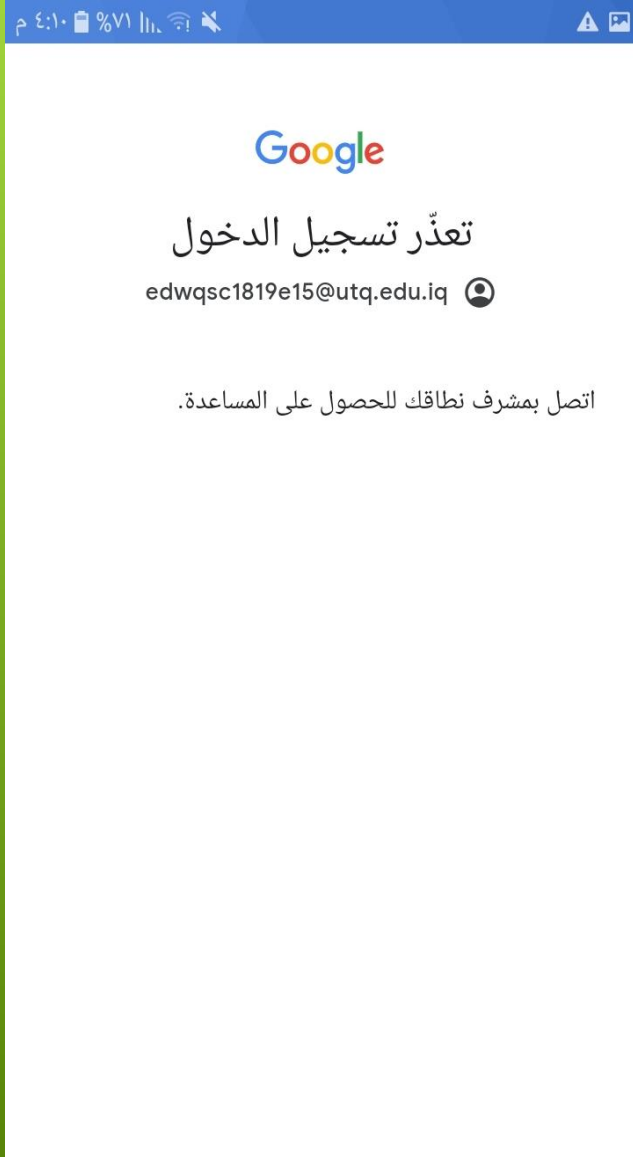 ٤:١٠ م %٧١
Google
تعذّر تسجيل الدخول
edwqsc1819e15@utq.edu.iq
اتصل بمشرف نطاقك للحصول على المساعدة.